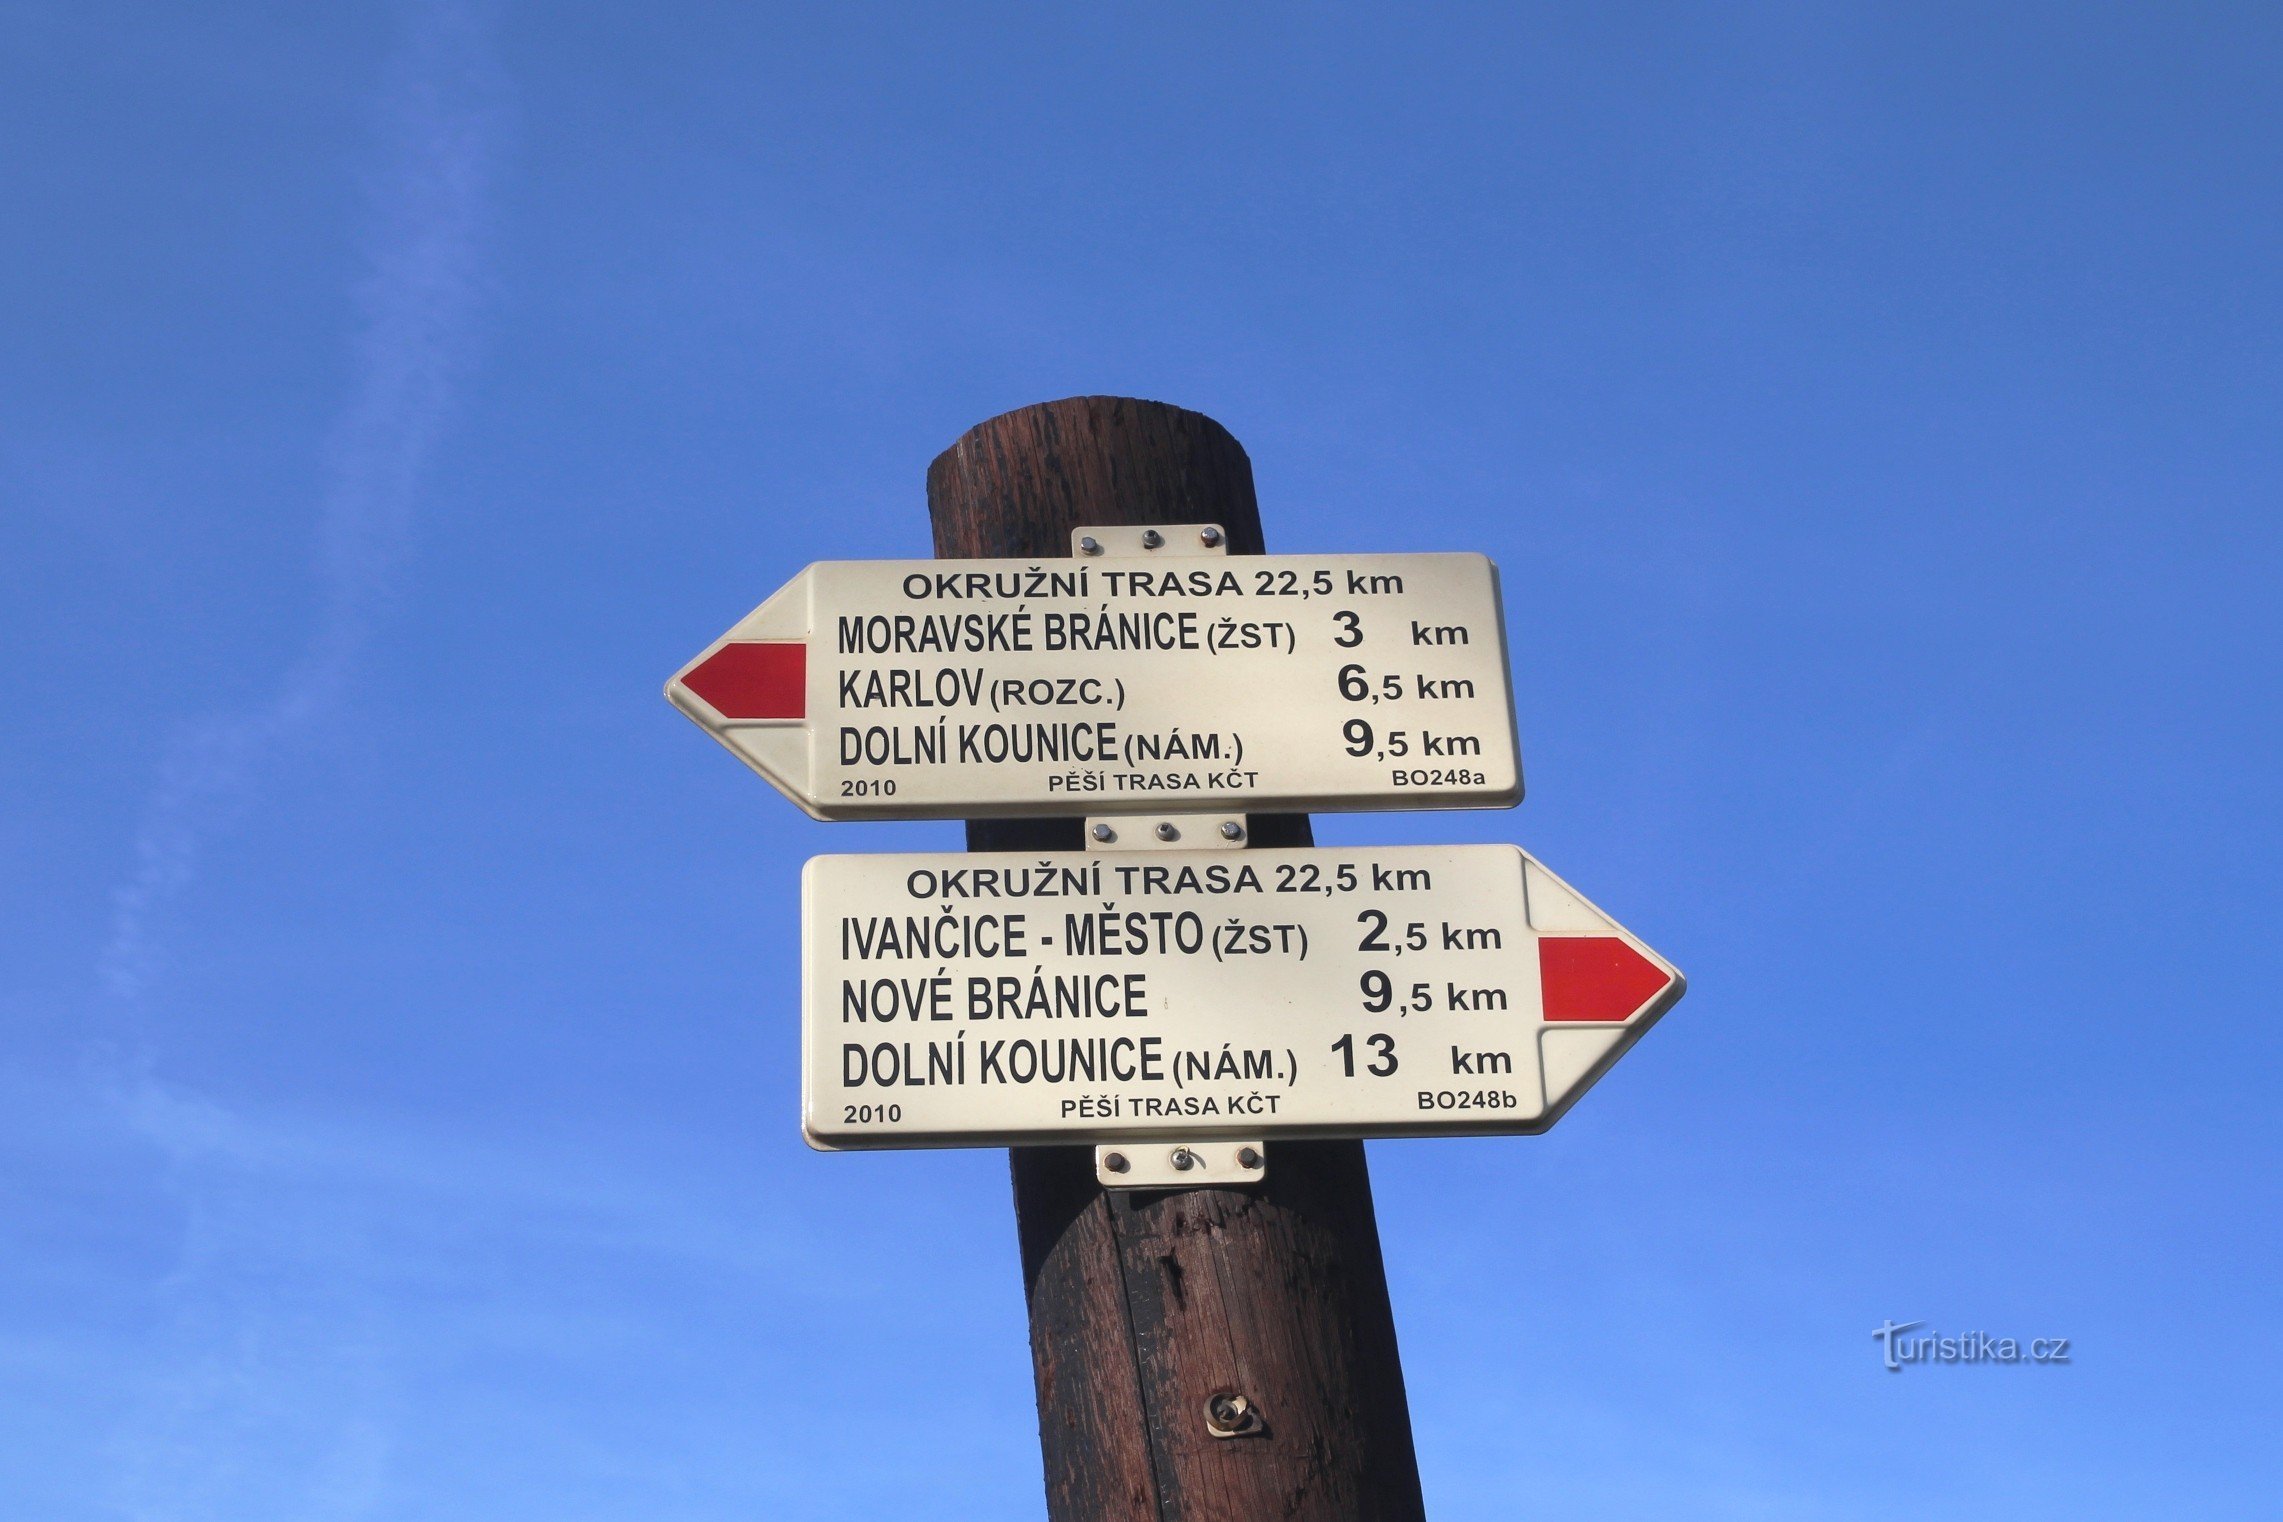 OKRUŽNÍ TRASA 22,5 km
MORAVSKÉ BRÁNICE (ŽST) 3 km
KARLOV (ROZC.) 6,5 km
DOLNÍ KOUNICE (NÁM.) 9,5 km
2010 PĚŠÍ TRASA KČT BO248a
OKRUŽNÍ TRASA 22,5 km
IVANČICE - MĚSTO (ŽST) 2,5 km
NOVÉ BRÁNICE 9,5 km
DOLNÍ KOUNICE (NÁM.) 13 km
2010 PĚŠÍ TRASA KČT BO248b
Turistika.cz